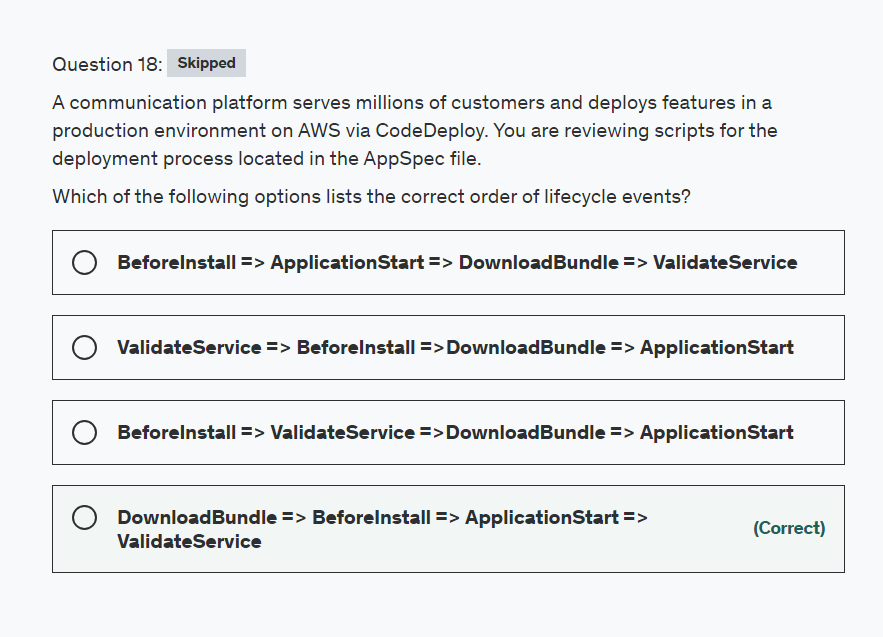 Question 18: Skipped
A communication platform serves millions of customers and deploys features in a
production environment on AWS via CodeDeploy. You are reviewing scripts for the
deployment process located in the AppSpec file.
Which of the following options lists the correct order of lifecycle events?
BeforeInstall => ApplicationStart => DownloadBundle => ValidateService
ValidateService => BeforeInstall =>DownloadBundle => ApplicationStart
BeforeInstall => ValidateService =>DownloadBundle => ApplicationStart
DownloadBundle => BeforeInstall => ApplicationStart =>
ValidateService
(Correct)